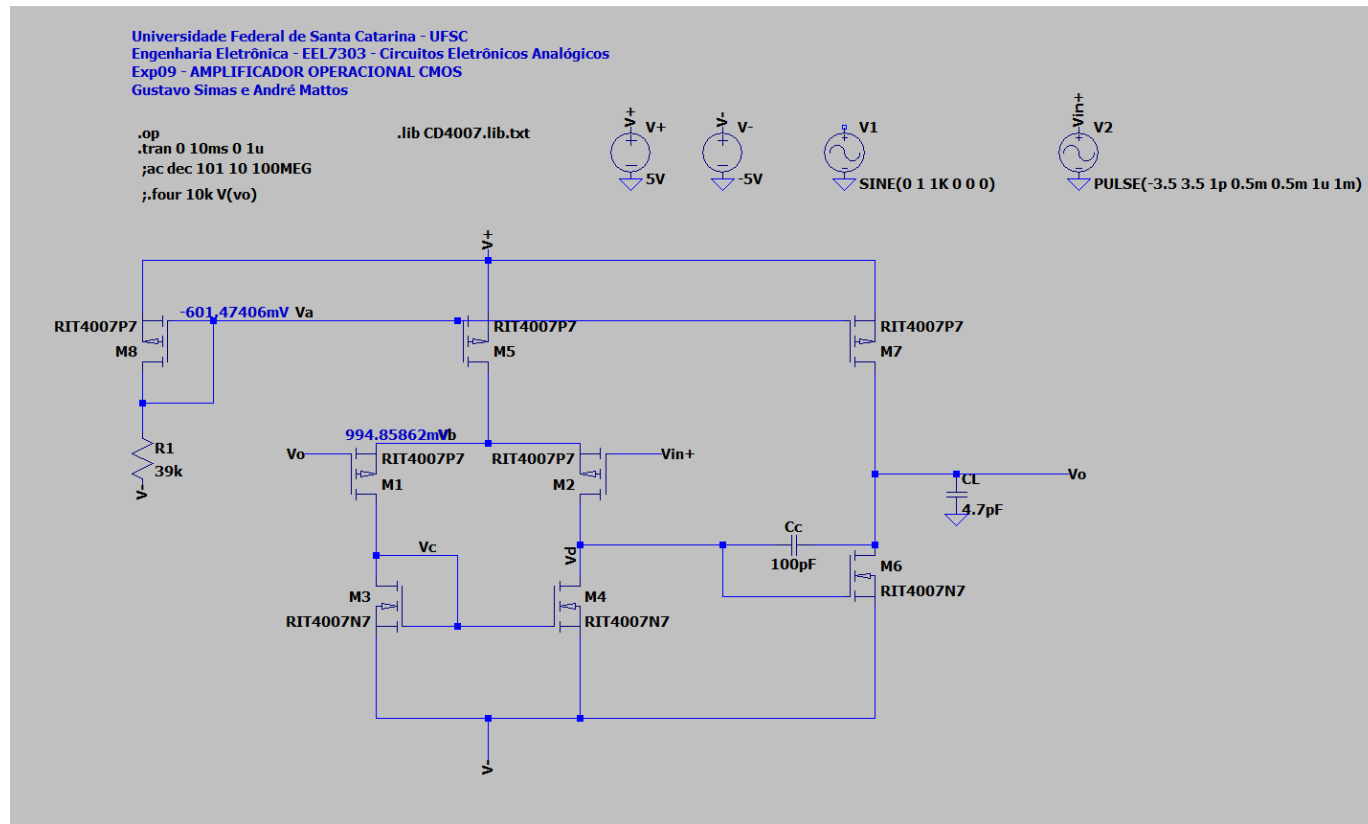 Universidade Federal de Santa Catarina - UFSC
Engenharia Eletrônica - EEL7303 - Circuitos Eletrônicos Analógicos
Exp09 - AMPLIFICADOR OPERACIONAL CMOS
Gustavo Simas e André Mattos
.op
.tran 0 10ms 0 1u
;ac dec 101 10 100MEG
;.four 10k V(vo)
.lib CD4007.lib.txt
V+
V+
5V
V-
V-
-5V
V1
SINE(0 1 1K 0 0 0)
Vin+
V2
PULSE(-3.5 3.5 1p 0.5m 0.5m 1u 1m)
V+
-601.47406mV
Va
RIT4007P7
M8
RIT4007P7
M5
RIT4007P7
M7
R1
39k
V-
994.85862mV
Vb
Vo
RIT4007P7
M1
RIT4007P7
M2
Vin+
CL
4.7pF
Vo
Vc
Vd
Cc
100pF
M6
RIT4007N7
M3
RIT4007N7
M4
RIT4007N7
V-